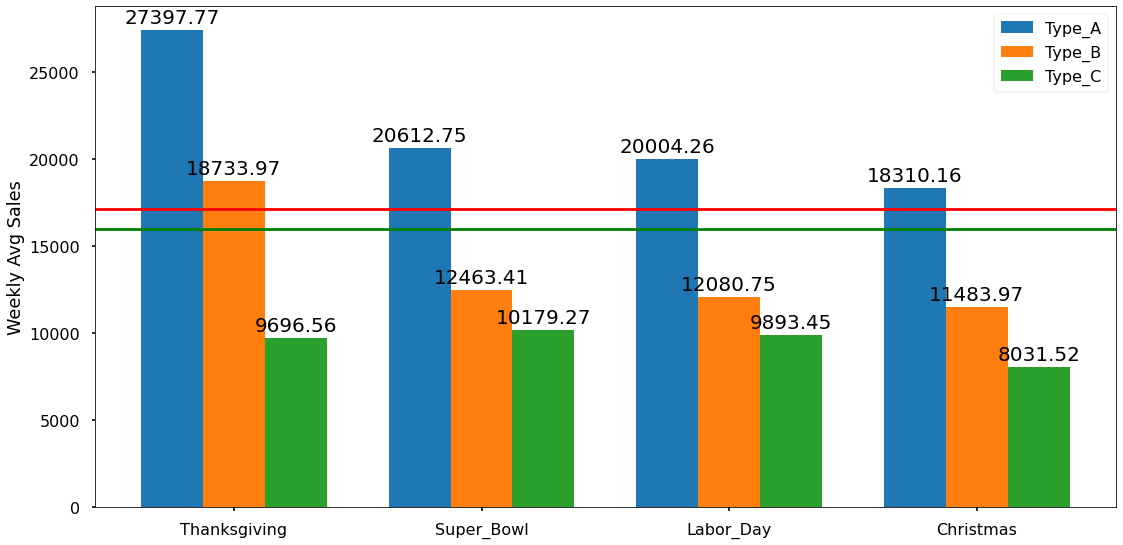 27397.77
18733.97
9696.56
20612.75
12463.41
10179.27
20004.26
12080.75
9893.45
18310.16
11483.97
8031.52
Type_A
Type_B
Type_C
Weekly Avg Sales
25000
20000
15000
10000
5000
0
Thanksgiving
Super_Bowl
Labor_Day
Christmas